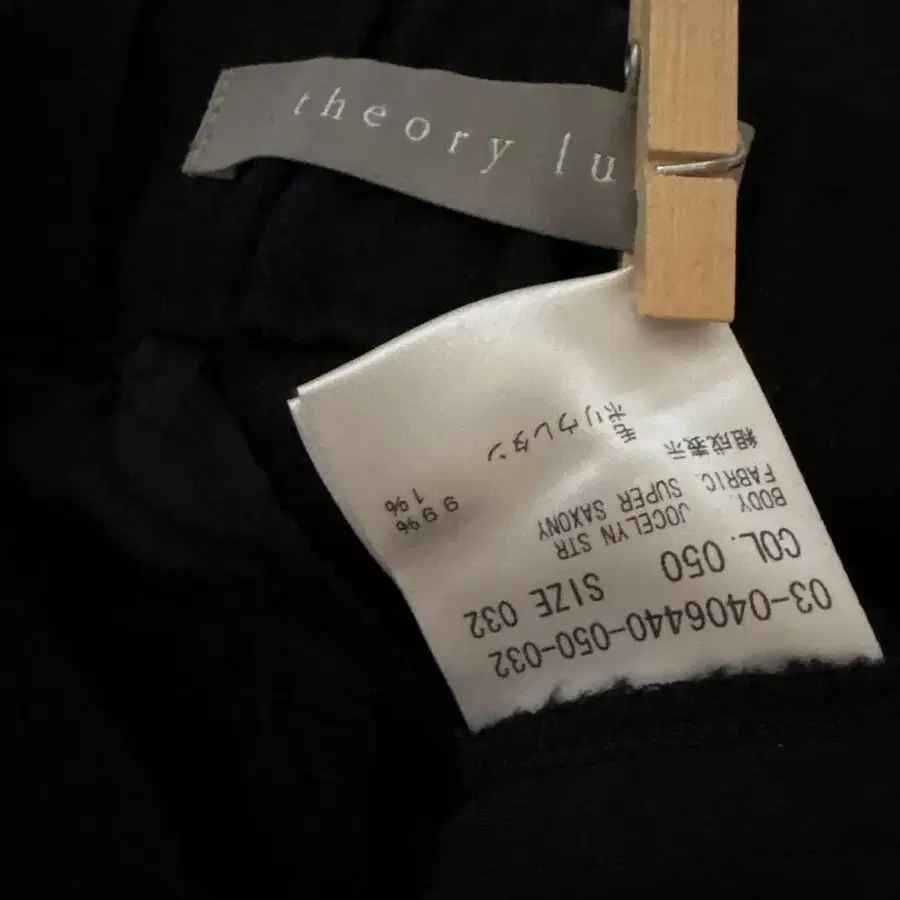 theory lu
03-0406440-050-032
COL. 050 SIZE 032
BODY. JOCELYN STR
FABRIC. SUPER SAXONY
組成表示
毛 99%
ポリウレタン 1%